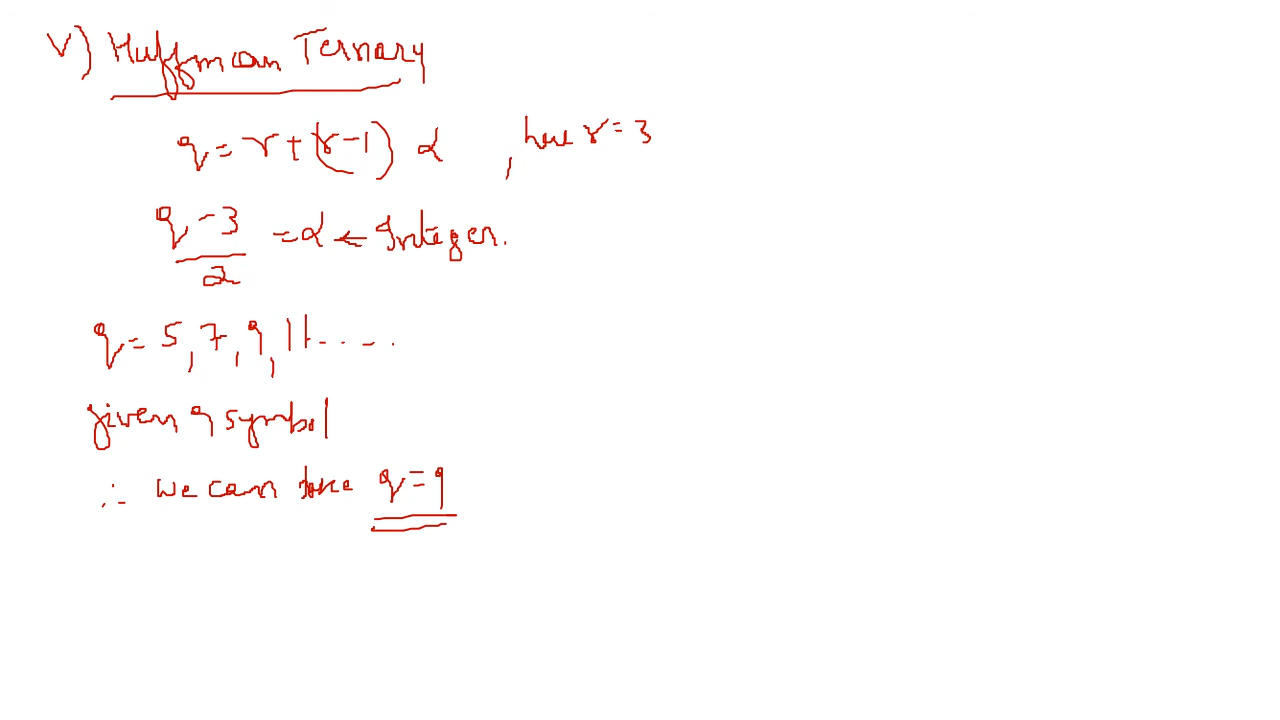 V) Huffman Ternary
q = r + (r-1) α , here r = 3
q - 3 / 2 = α ← Integer.
q = 5, 7, 9, 11 - - - -
given 9 symbol
∴ we can take q = 9